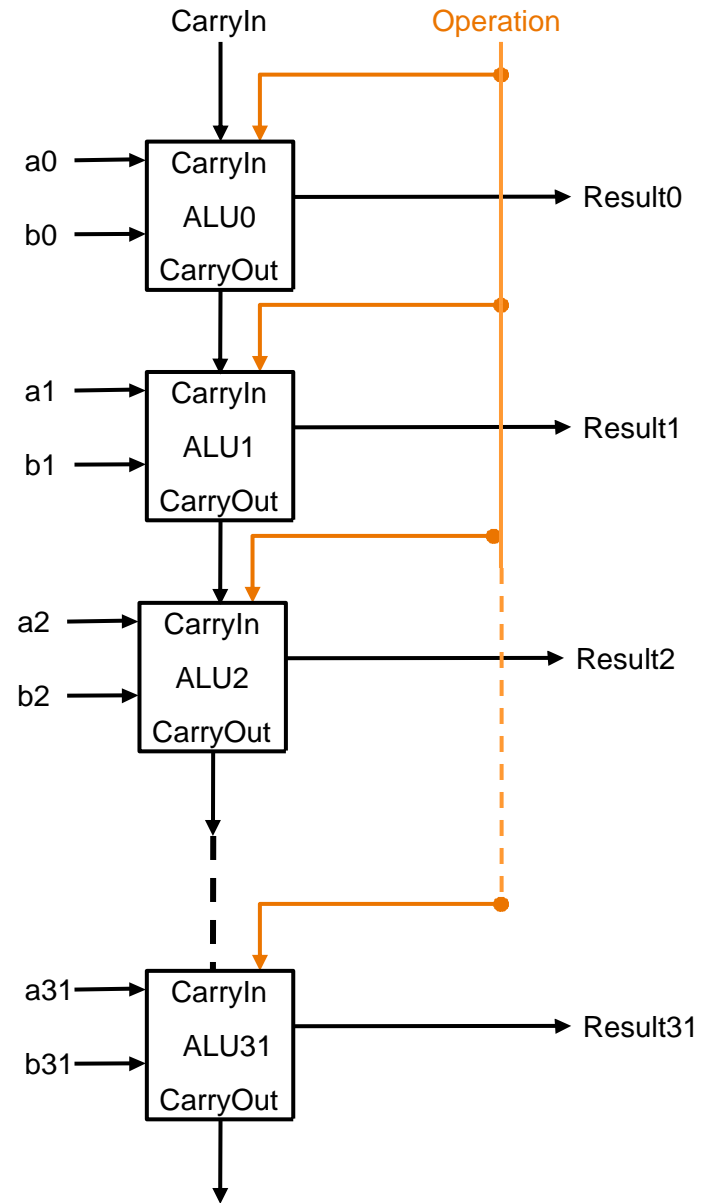 CarryIn Operation
a0 CarryIn
ALU0 Result0
b0
CarryOut
a1 CarryIn
ALU1 Result1
b1
CarryOut
a2 CarryIn
ALU2 Result2
b2
CarryOut
a31 CarryIn
ALU31 Result31
b31
CarryOut